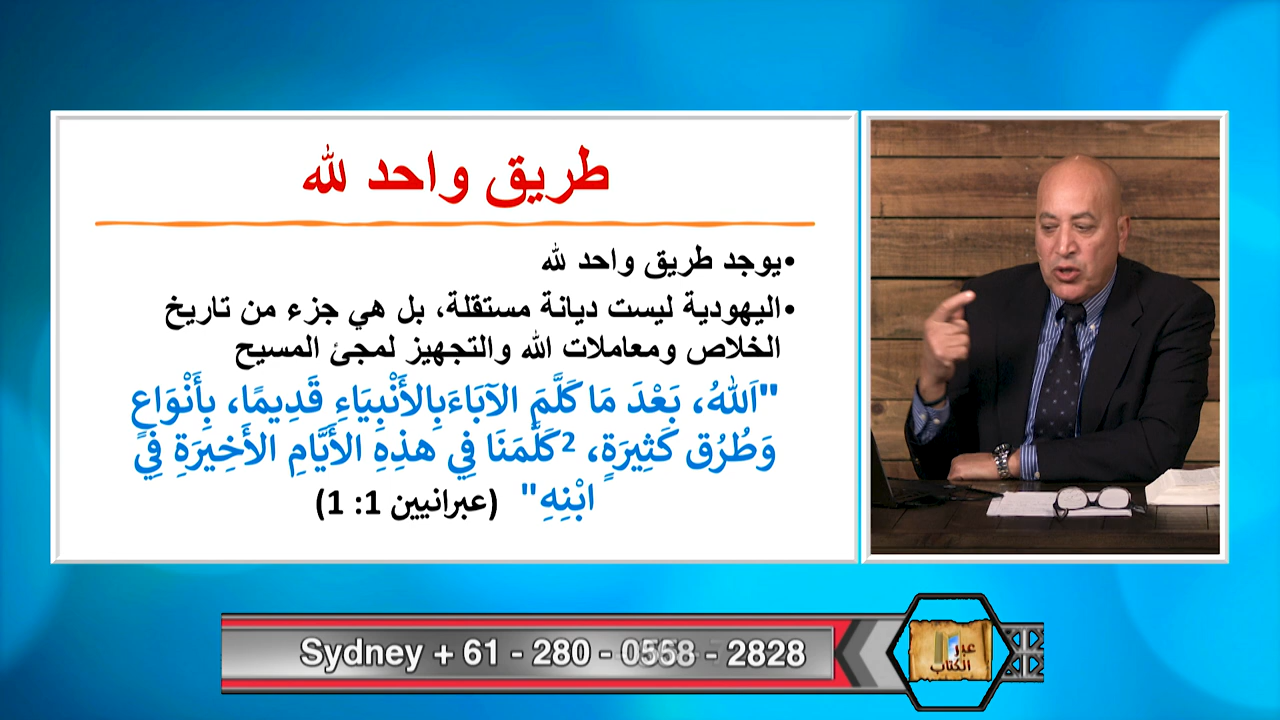 طريق واحد لله
•يوجد طريق واحد لله
•اليهودية ليست ديانة مستقلة، بل هي جزء من تاريخ
الخلاص ومعاملات الله والتجهيز لمجئ المسيح
"اَللهُ، بَعْدَ مَا كَلَّمَ الآبَاءَبِالأَنْبِيَاءِ قَدِيمًا، بِأَنْوَاعٍ
وَطُرُق كَثِيرَةٍ، 2كَلَّمَنَا فِي هذِهِ الأَيَّامِ الأَخِيرَةِ فِي
ابْنِهِ" (عبرانيين 1: 1)
Sydney + 61 - 280 - 0558 - 2828
عبر
الكتاب